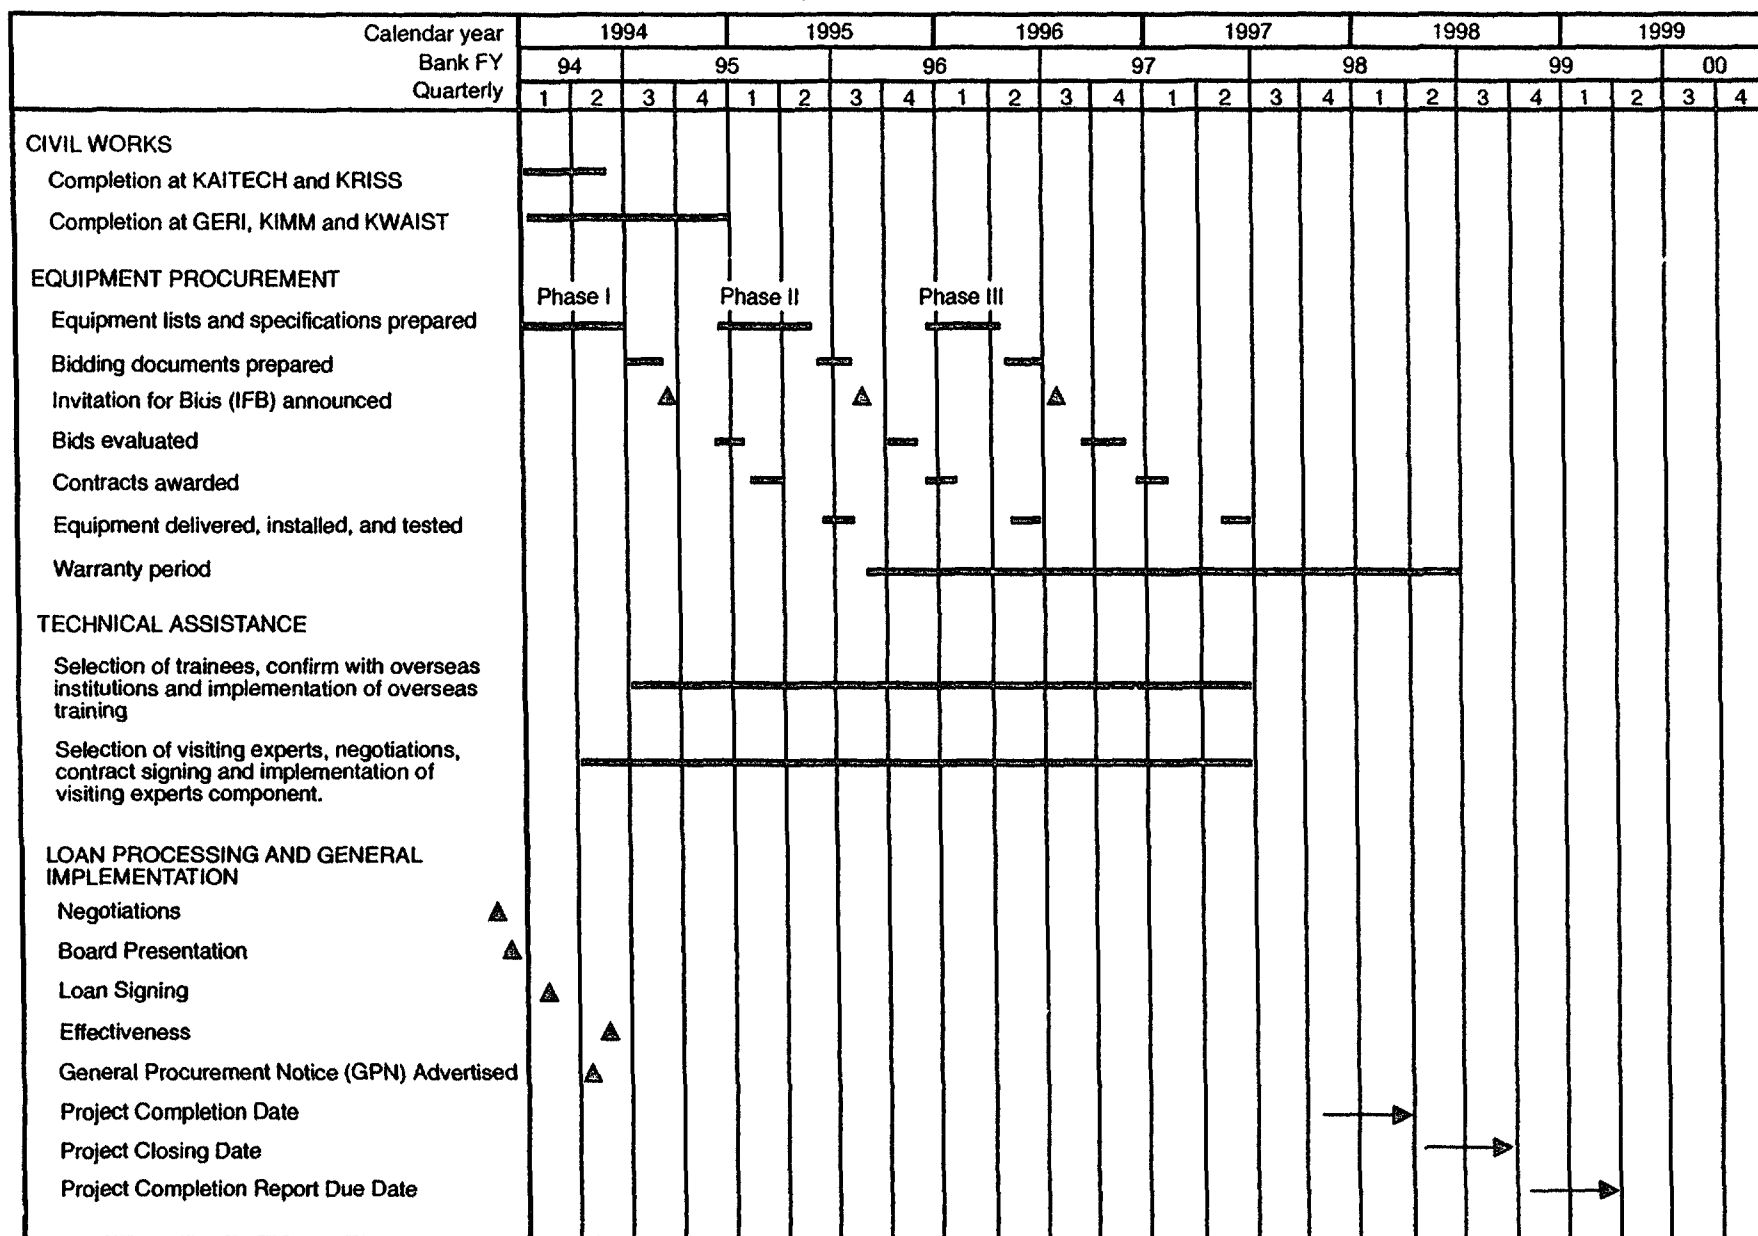 Calendar year 1994 1995 1996 1997 1998 1999
Bank FY 94 95 96 97 98 99 00
Quarterly 1 2 3 4 1 2 3 4 1 2 3 4 1 2 3 4 1 2 3 4 1 2 3 4
CIVIL WORKS
Completion at KAITECH and KRISS
Completion at GERI, KIMM and KWAIST
EQUIPMENT PROCUREMENT
Phase I Phase II Phase III
Equipment lists and specifications prepared
Bidding documents prepared
Invitation for Bids (IFB) announced
Bids evaluated
Contracts awarded
Equipment delivered, installed, and tested
Warranty period
TECHNICAL ASSISTANCE
Selection of trainees, confirm with overseas
institutions and implementation of overseas
training
Selection of visiting experts, negotiations,
contract signing and implementation of
visiting experts component.
LOAN PROCESSING AND GENERAL
IMPLEMENTATION
Negotiations
Board Presentation
Loan Signing
Effectiveness
General Procurement Notice (GPN) Advertised
Project Completion Date
Project Closing Date
Project Completion Report Due Date